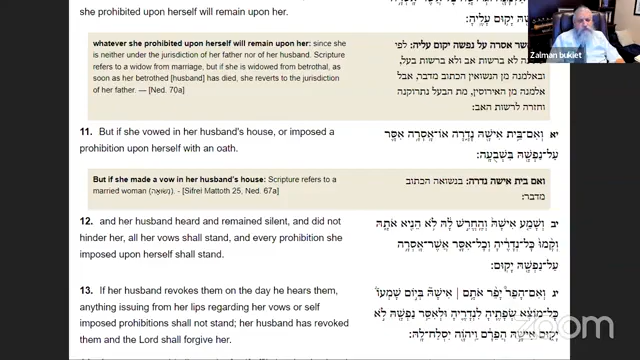 she prohibited upon herself will remain upon her.
יָקוּם עָלֶיהָ:
whatever she prohibited upon herself will remain upon her: since she
is neither under the jurisdiction of her father nor of her husband. Scripture
refers to a widow from marriage, but if she is widowed from betrothal, as
soon as her betrothed [husband] has died, she reverts to the jurisdiction
of her father. — [Ned. 70a]
אשר אסרה על נפשה יקום עליה: לפי
לא ברשות אב ולא ברשות בעל,
ובאלמנה מן הנשואין הכתוב מדבר, אבל
אלמנה מן האירוסין, מת הבעל נתרוקנה
וחזרה לרשות האב:
11. But if she vowed in her husband's house, or imposed a
prohibition upon herself with an oath.
יא וְאִם־בֵּ֥ית אִישָׁ֖הּ נָדָ֑רָה אוֹ־אָסְרָ֥ה אִסָּ֛ר
עַל־נַפְשָׁ֖הּ בִּשְׁבֻעָֽה:
But if she made a vow in her husband's house: Scripture refers to a
married woman (נְשׂוּאָה). - [Sifrei Mattoth 25, Ned. 67a]
ואם בית אישה נדרה: בנשואה הכתוב
מדבר:
12. and her husband heard and remained silent, and did not
hinder her, all her vows shall stand, and every prohibition she
imposed upon herself shall stand.
יב וְשָׁמַ֤ע אִישָׁהּ֙ וְהֶחֱרִ֣שׁ לָ֔הּ לֹ֥א הֵנִ֖יא אֹתָ֑הּ
וְקָ֨מוּ֙ כָּל־נְדָרֶ֔יהָ וְכָל־אִסָּ֛ר אֲשֶׁר־אָסְרָ֥ה
עַל־נַפְשָׁ֖הּ יָקֽוּם:
13. If her husband revokes them on the day he hears them,
anything issuing from her lips regarding her vows or self
imposed prohibitions shall not stand; her husband has revoked
them and the Lord shall forgive her.
יג וְאִם־הָפֵר֩ יָפֵ֨ר אֹתָ֥ם | אִישָׁהּ֮ בְּי֣וֹם שָׁמְעוֹ֒
כָּל־מוֹצָ֨א שְׂפָתֶ֧יהָ לִנְדָרֶ֛יהָ וּלְאִסַּ֥ר נַפְשָׁ֖הּ לֹ֣א
יָק֑וּם אִישָׁ֣הּ הֲפֵרָ֔ם וַֽיהֹוָ֖ה יִֽסְלַח־לָֽהּ:
Zalman bukiet
zoom